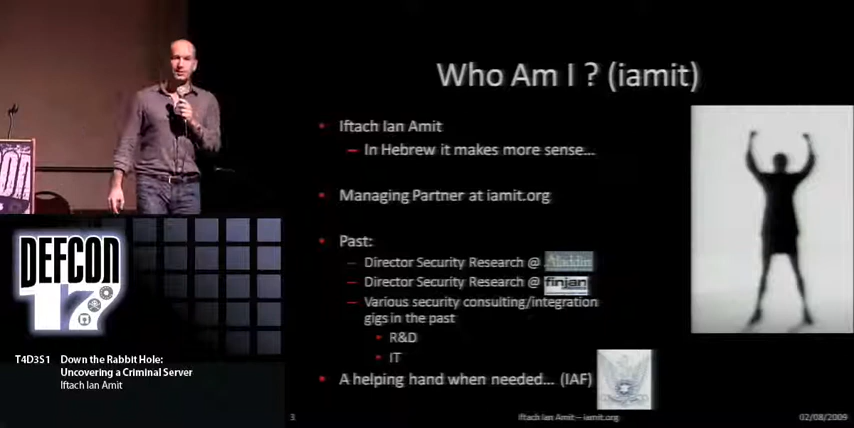 Who Am I ? (iamit)
Iftach Ian Amit
– In Hebrew it makes more sense...
Managing Partner at iamit.org
Past:
– Director Security Research @ Aladdin
– Director Security Research @ finjan
– Various security consulting/integration
gigs in the past
• R&D
• IT
A helping hand when needed... (IAF)
3
Iftach Ian Amit – iamit.org
02/08/2009
DEFCON
17
T4D3S1
Down the Rabbit Hole:
Uncovering a Criminal Server
Iftach Ian Amit